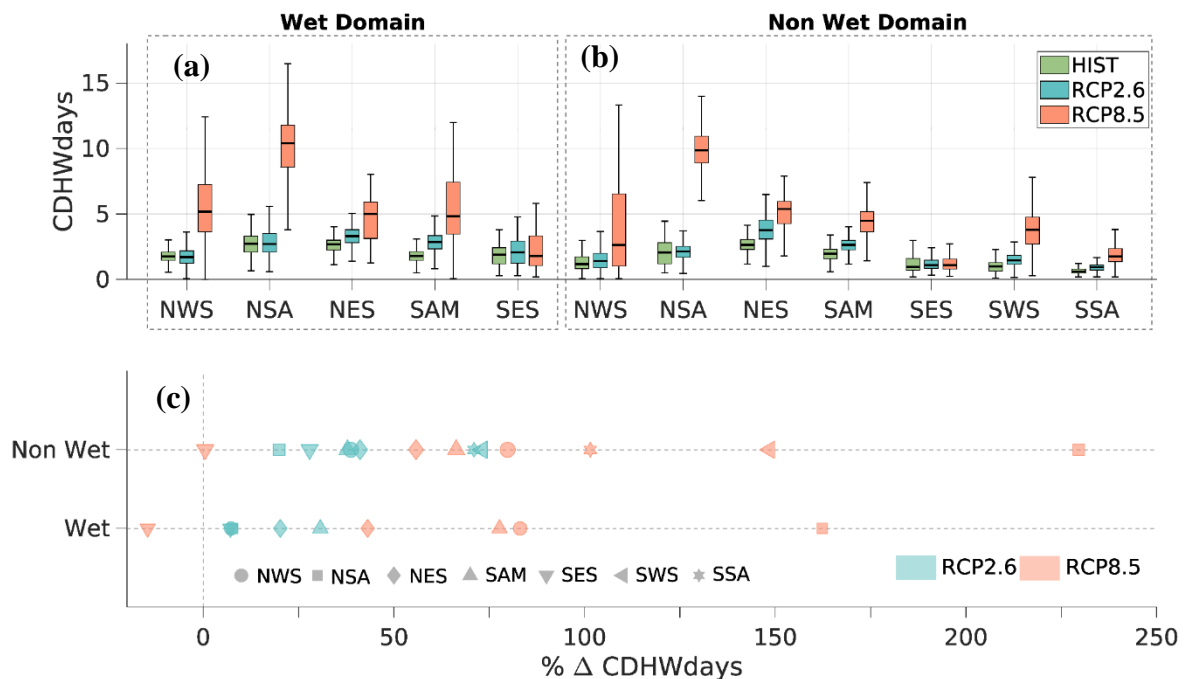 Wet Domain
Non Wet Domain
(a)
(b)
HIST
RCP2.6
RCP8.5
CDHWdays
15
10
5
0
NWS NSA NES SAM SES
NWS NSA NES SAM SES SWS SSA
(c)
Non Wet
Wet
NWS NSA NES SAM SES SWS SSA
RCP2.6 RCP8.5
0 50 100 150 200 250
% Δ CDHWdays